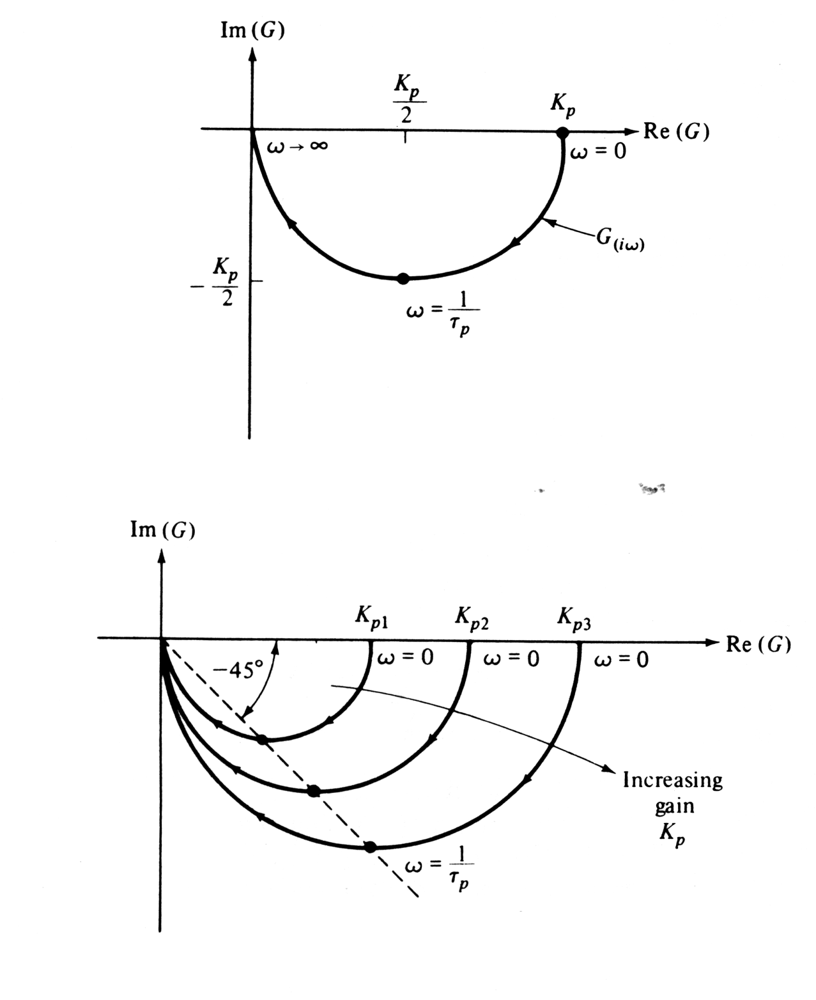 Im (G)
K_p/2
K_p
Re (G)
ω → ∞
ω = 0
G_(iω)
− K_p/2
ω = 1/τ_p
Im (G)
K_p1
K_p2
K_p3
Re (G)
ω = 0
ω = 0
ω = 0
−45°
Increasing
gain
K_p
ω = 1/τ_p